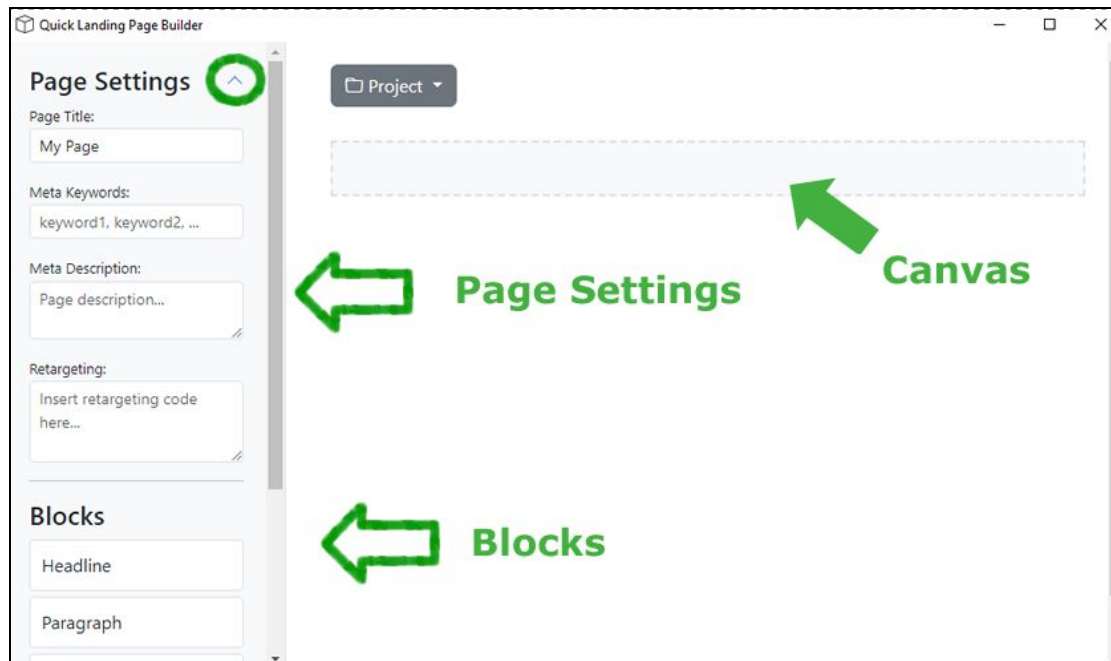 Quick Landing Page Builder
Page Settings
Page Title:
My Page
Meta Keywords:
keyword1, keyword2, ...
Meta Description:
Page description...
Retargeting:
Insert retargeting code
here...
Blocks
Headline
Paragraph
Project
Canvas
Page Settings
Blocks